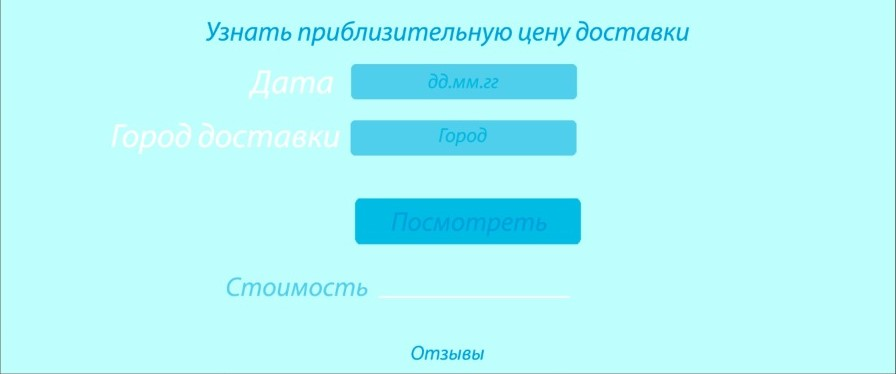 Узнать приблизительную цену доставки
Дата дд.мм.гг
Город доставки Город
Посмотреть
Стоимость
Отзывы